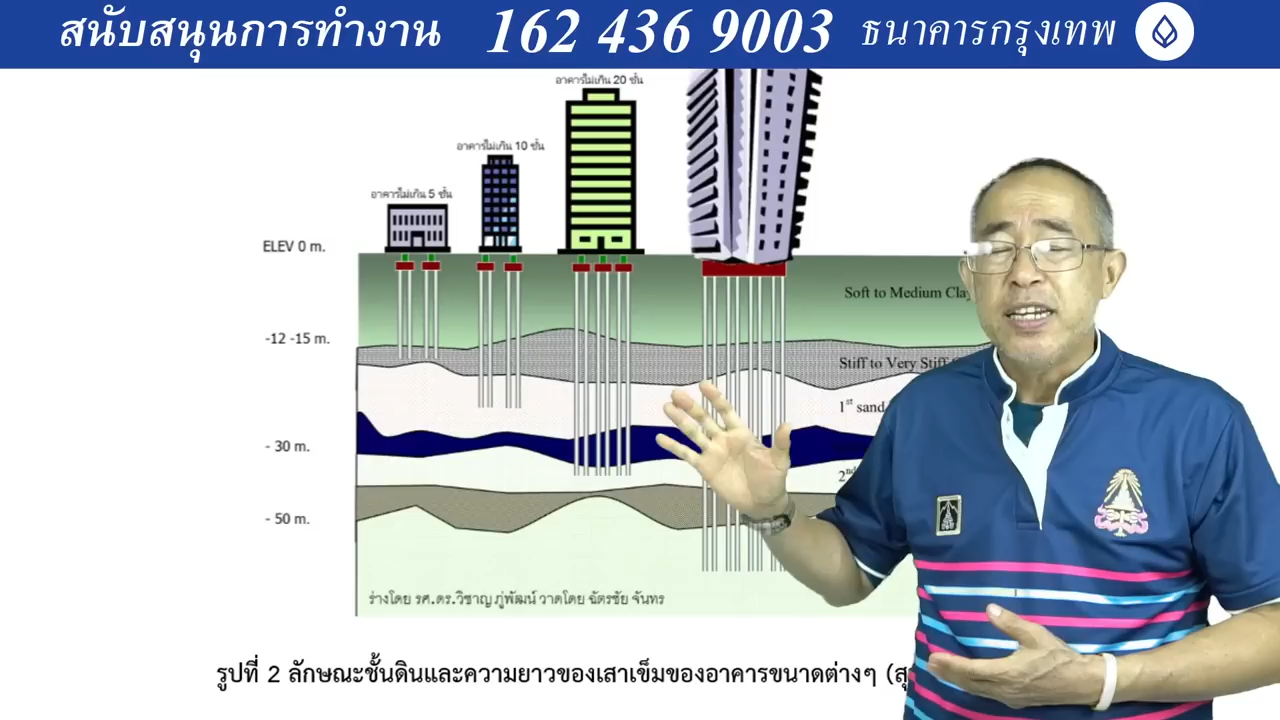 สนับสนุนการทำงาน 162 436 9003 ธนาคารกรุงเทพ
อาคารไม่เกิน 20 ชั้น
อาคารไม่เกิน 10 ชั้น
อาคารไม่เกิน 5 ชั้น
ELEV 0 m.
Soft to Medium Clay
-12 -15 m.
Stiff to Very Stiff
1st sand
- 30 m.
2nd
- 50 m.
ร่างโดย รศ.ดร.วิชาญ ภู่พัฒน์ วาดโดย ฉัตรชัย จันทร
รูปที่ 2 ลักษณะชั้นดินและความยาวของเสาเข็มของอาคารขนาดต่างๆ